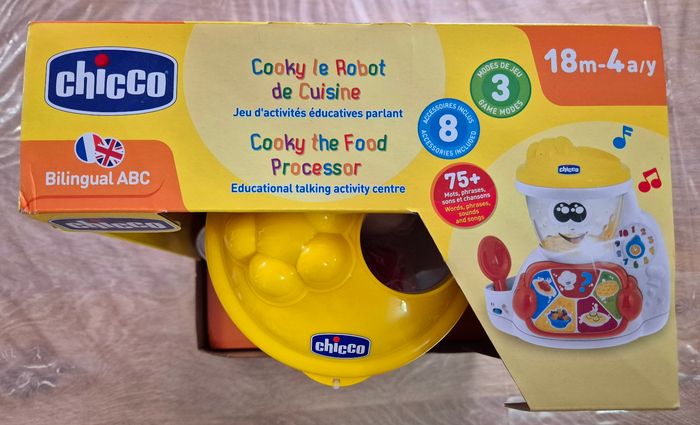 chicco
Cooky le Robot
de Cuisine
Jeu d'activités éducatives parlant
Cooky the Food
Processor
Educational talking activity centre
Bilingual ABC
MODES DE JEU
3
GAME MODES
ACCESSOIRES INCLUS
8
ACCESSORIES INCLUDED
75+
Mots, phrases,
sons et chansons
Words, phrases,
sounds
and songs
18m-4a/y
chicco
chicco
chicco